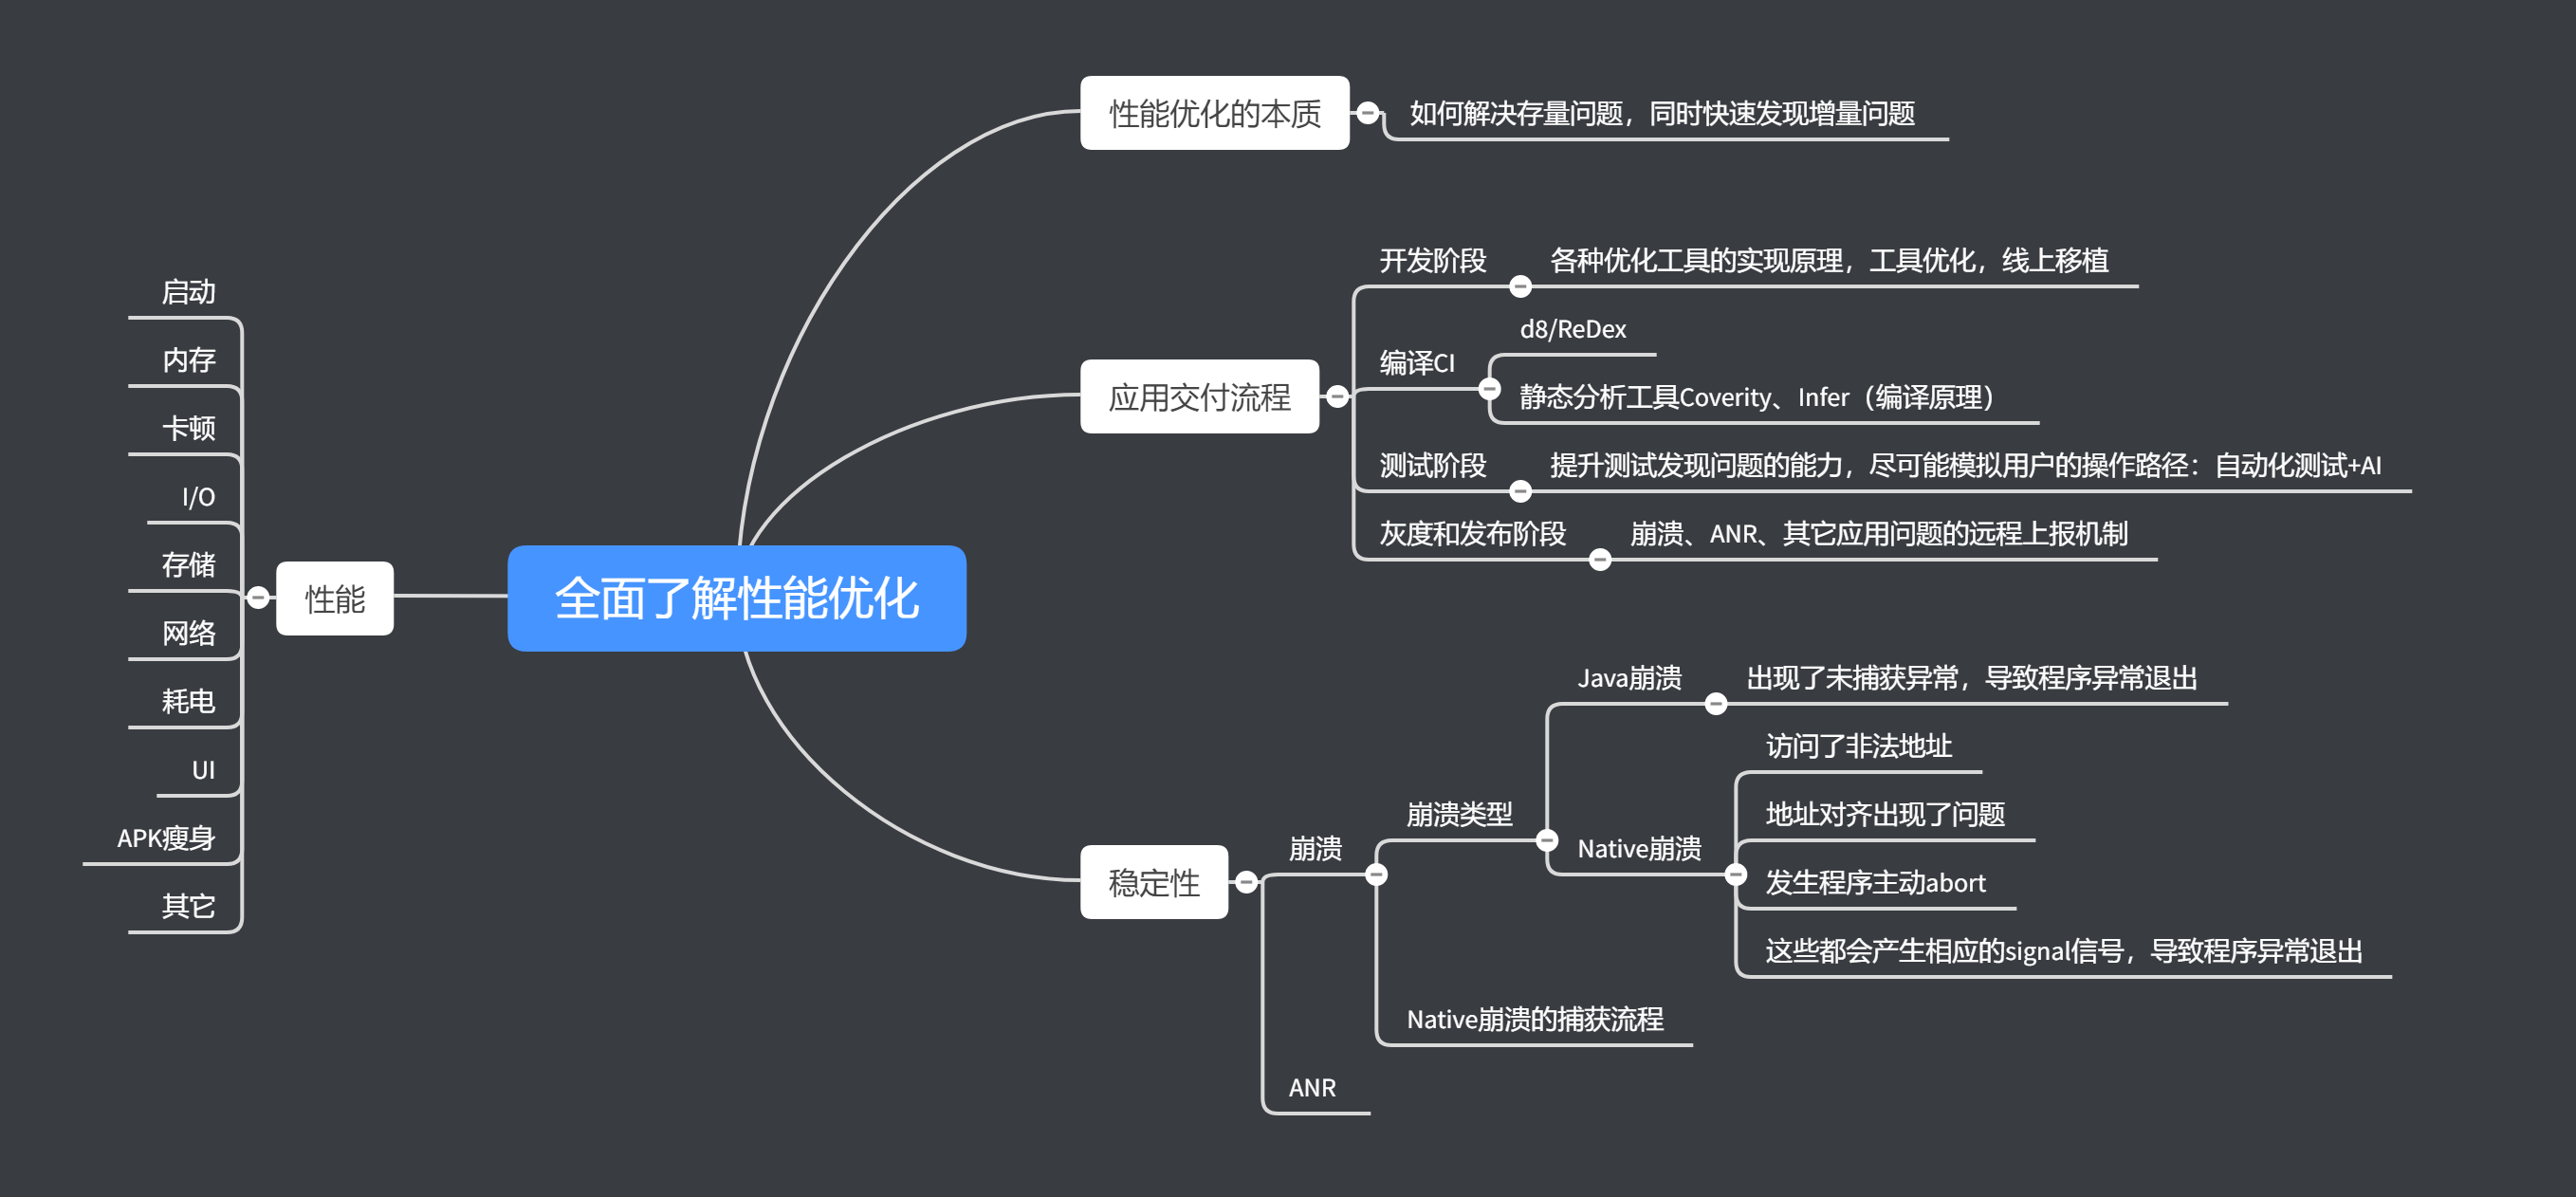 全面了解性能优化
性能优化的本质
如何解决存量问题，同时快速发现增量问题
应用交付流程
开发阶段
各种优化工具的实现原理，工具优化，线上移植
编译CI
d8/ReDex
静态分析工具Coverity、Infer（编译原理）
测试阶段
提升测试发现问题的能力，尽可能模拟用户的操作路径：自动化测试+AI
灰度和发布阶段
崩溃、ANR、其它应用问题的远程上报机制
稳定性
崩溃
崩溃类型
Java崩溃
出现了未捕获异常，导致程序异常退出
Native崩溃
访问了非法地址
地址对齐出现了问题
发生程序主动abort
这些都会产生相应的signal信号，导致程序异常退出
Native崩溃的捕获流程
ANR
性能
启动
内存
卡顿
I/O
存储
网络
耗电
UI
APK瘦身
其它